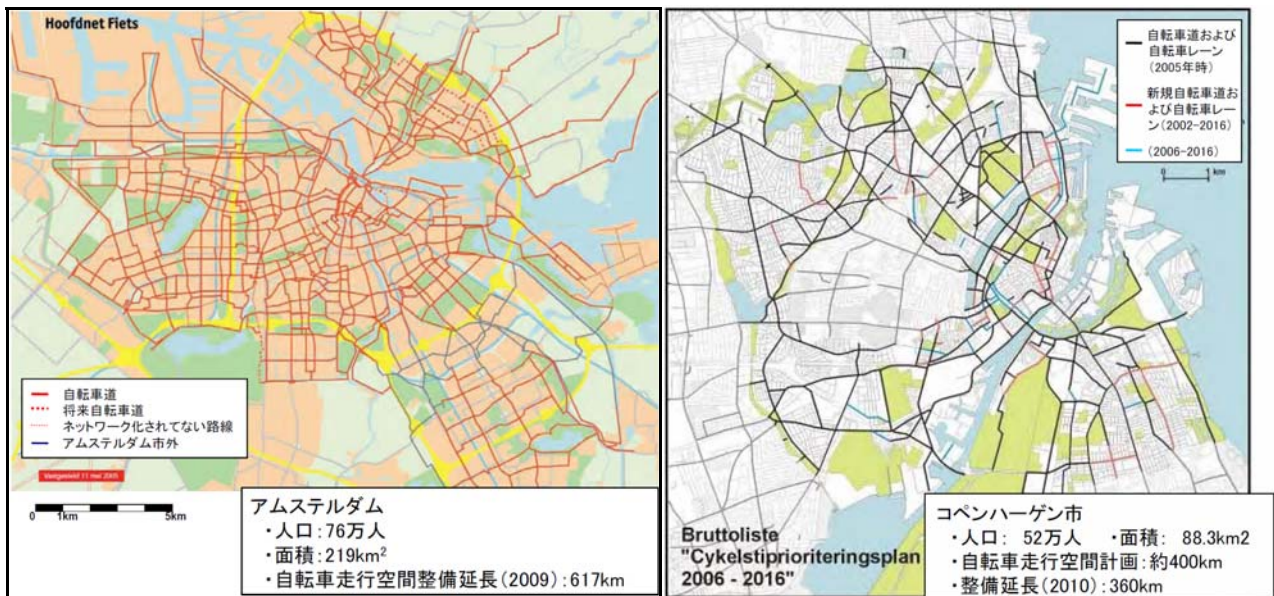 Hoofdnet Fiets
自転車道
将来自転車道
ネットワーク化されてない路線
アムステルダム市外
Vastgesteld 11 mei 2005
0 1km 5km
アムステルダム
・人口:76万人
・面積:219km²
・自転車走行空間整備延長(2009):617km
自転車道および
自転車レーン
(2005年時)
新規自転車道お
よび自転車レー
ン(2002-2016)
(2006-2016)
0 1 km
Bruttoliste
"Cykelstiprioriteringsplan
2006 - 2016"
コペンハーゲン市
・人口: 52万人 ・面積: 88.3km2
・自転車走行空間計画:約400km
・整備延長(2010):360km